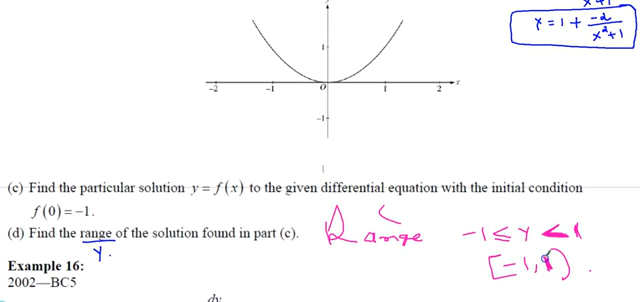 x+1
y = 1 + -2/(x²+1)
1
-2 -1 O 1 2 x
-1
(c) Find the particular solution y = f(x) to the given differential equation with the initial condition
f(0) = -1.
(d) Find the range of the solution found in part (c).
y.
Range -1 ≤ y < 1
[-1, 1).
Example 16:
2002—BC5
dy